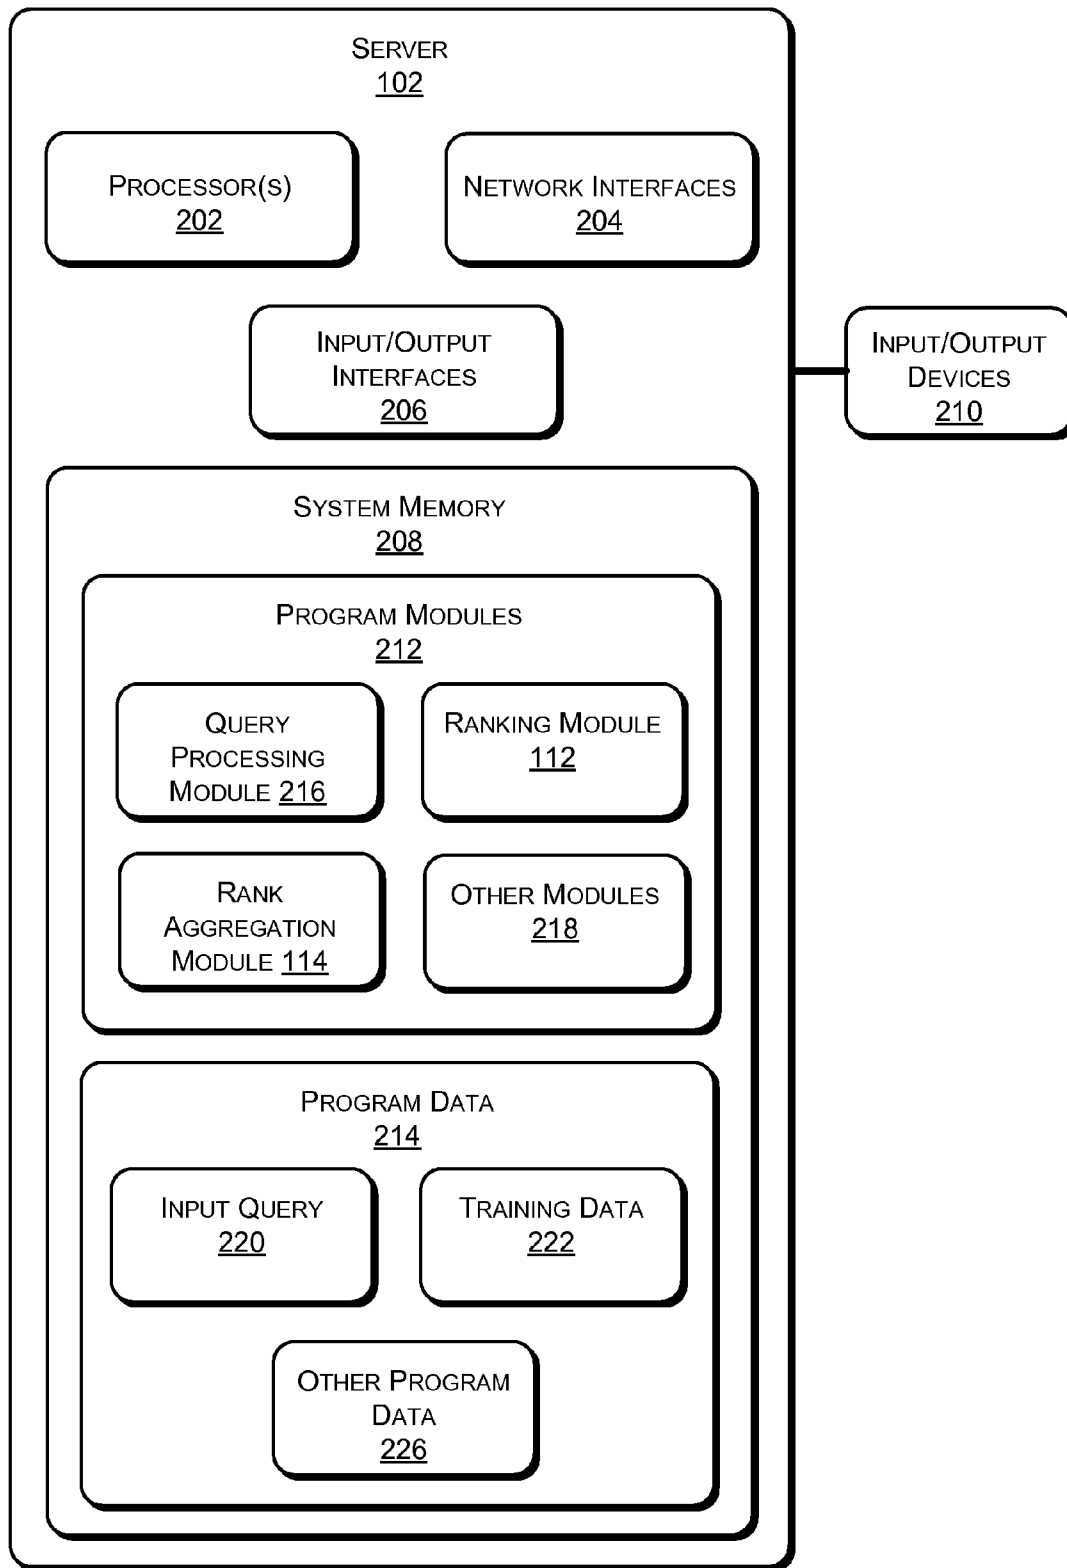 SERVER
102
PROCESSOR(S)
202
NETWORK INTERFACES
204
INPUT/OUTPUT
INTERFACES
206
INPUT/OUTPUT
DEVICES
210
SYSTEM MEMORY
208
PROGRAM MODULES
212
QUERY
PROCESSING
MODULE 216
RANKING MODULE
112
RANK
AGGREGATION
MODULE 114
OTHER MODULES
218
PROGRAM DATA
214
INPUT QUERY
220
TRAINING DATA
222
OTHER PROGRAM
DATA
226